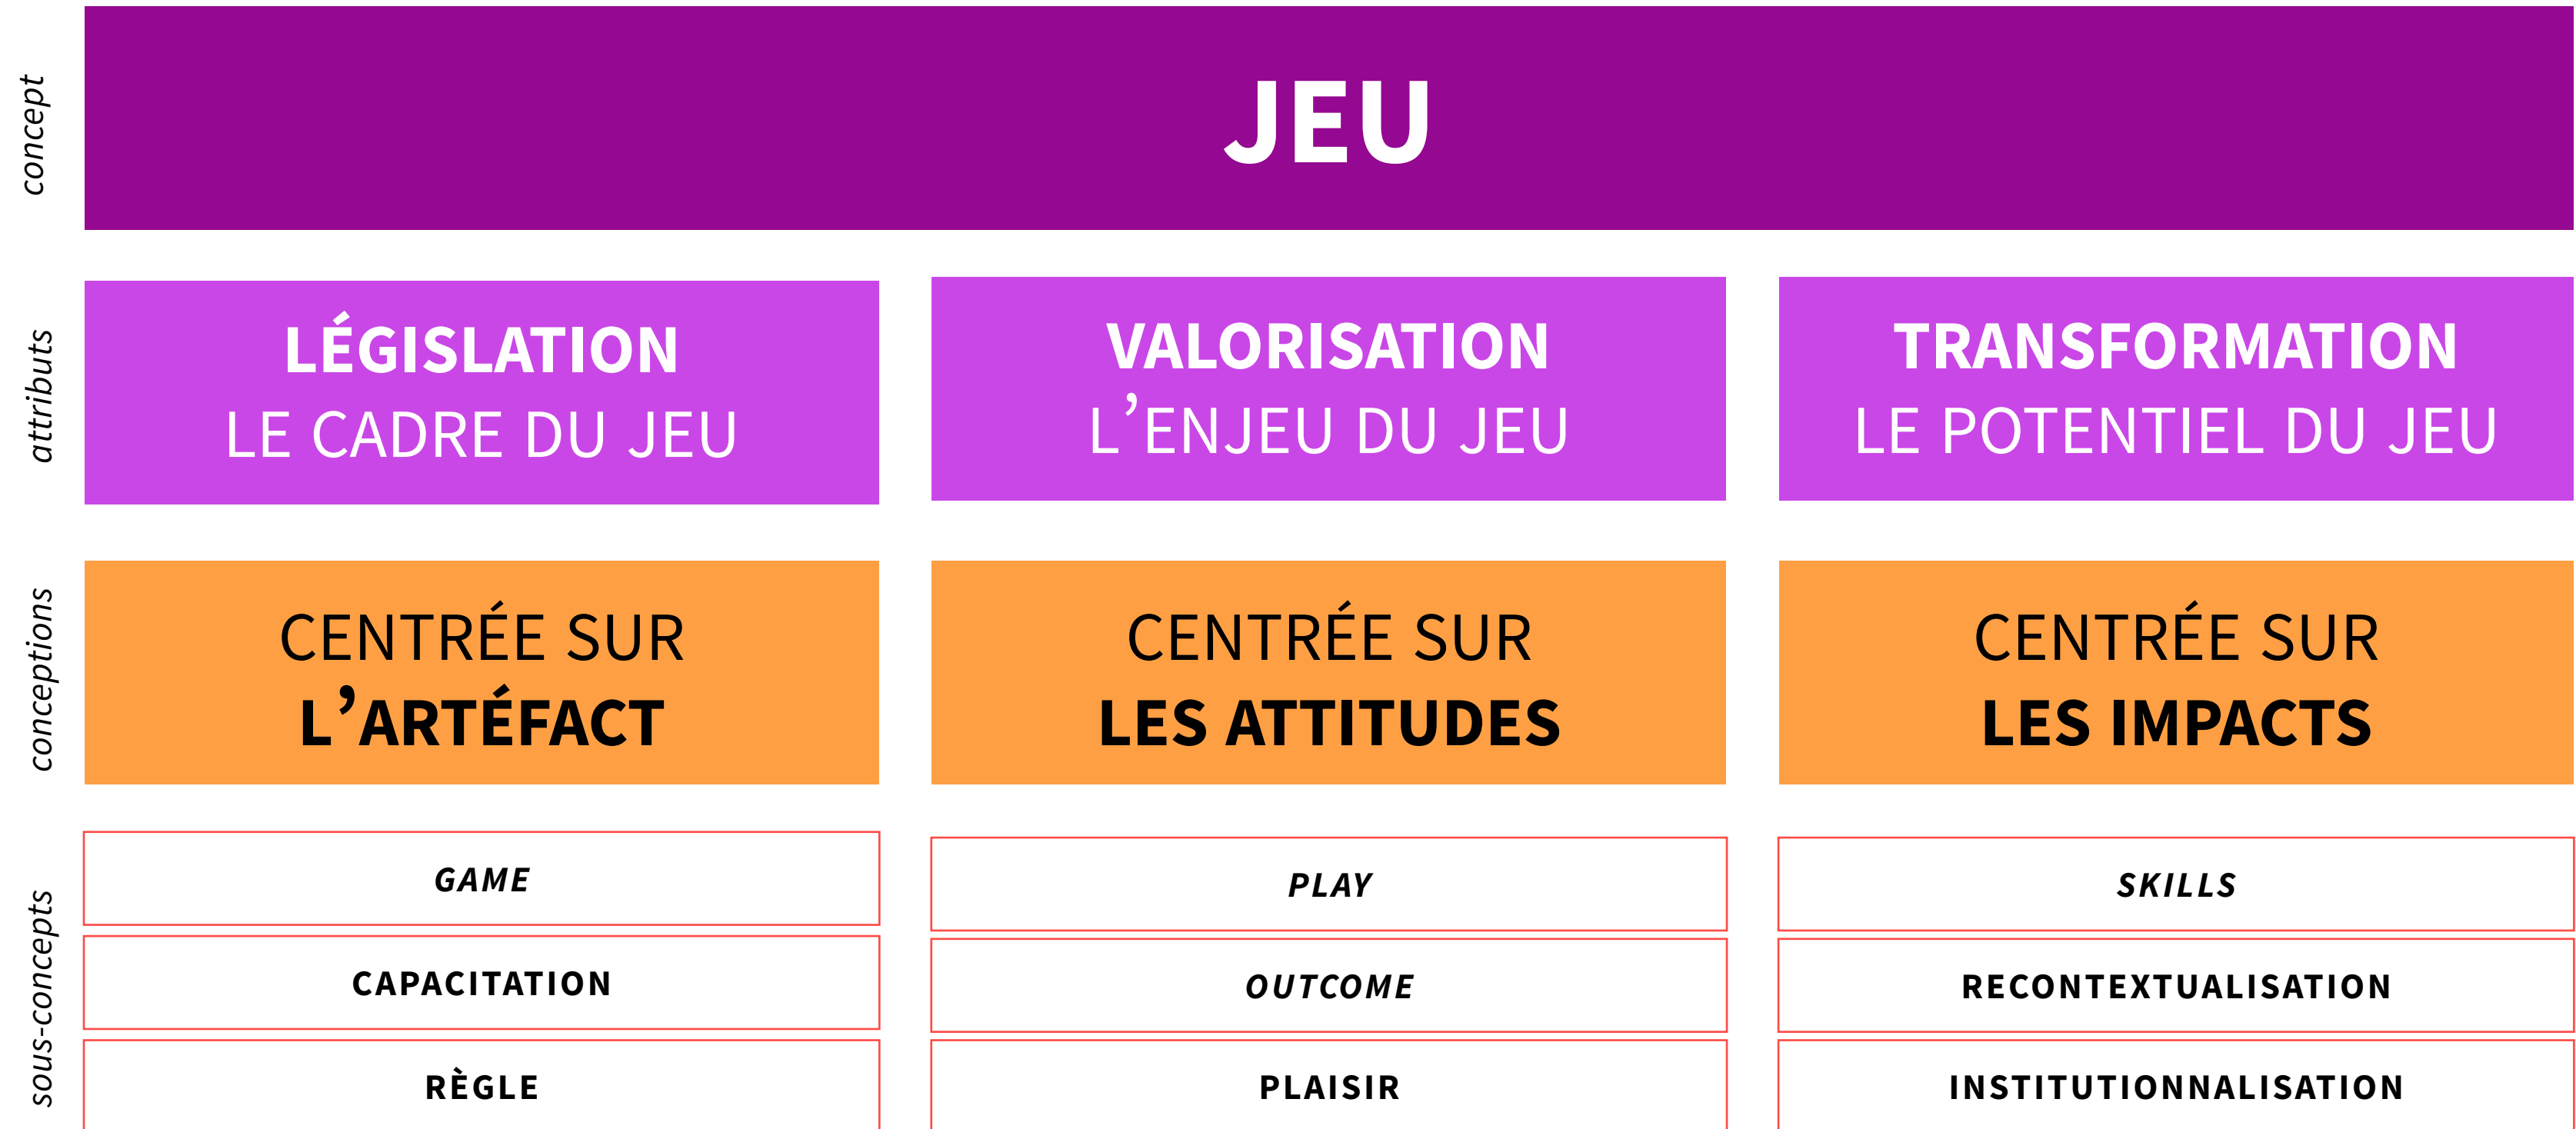 concept
JEU
attributs
LÉGISLATION
LE CADRE DU JEU
VALORISATION
L’ENJEU DU JEU
TRANSFORMATION
LE POTENTIEL DU JEU
conceptions
CENTRÉE SUR
L’ARTÉFACT
CENTRÉE SUR
LES ATTITUDES
CENTRÉE SUR
LES IMPACTS
sous-concepts
GAME
PLAY
SKILLS
CAPACITATION
OUTCOME
RECONTEXTUALISATION
RÈGLE
PLAISIR
INSTITUTIONNALISATION